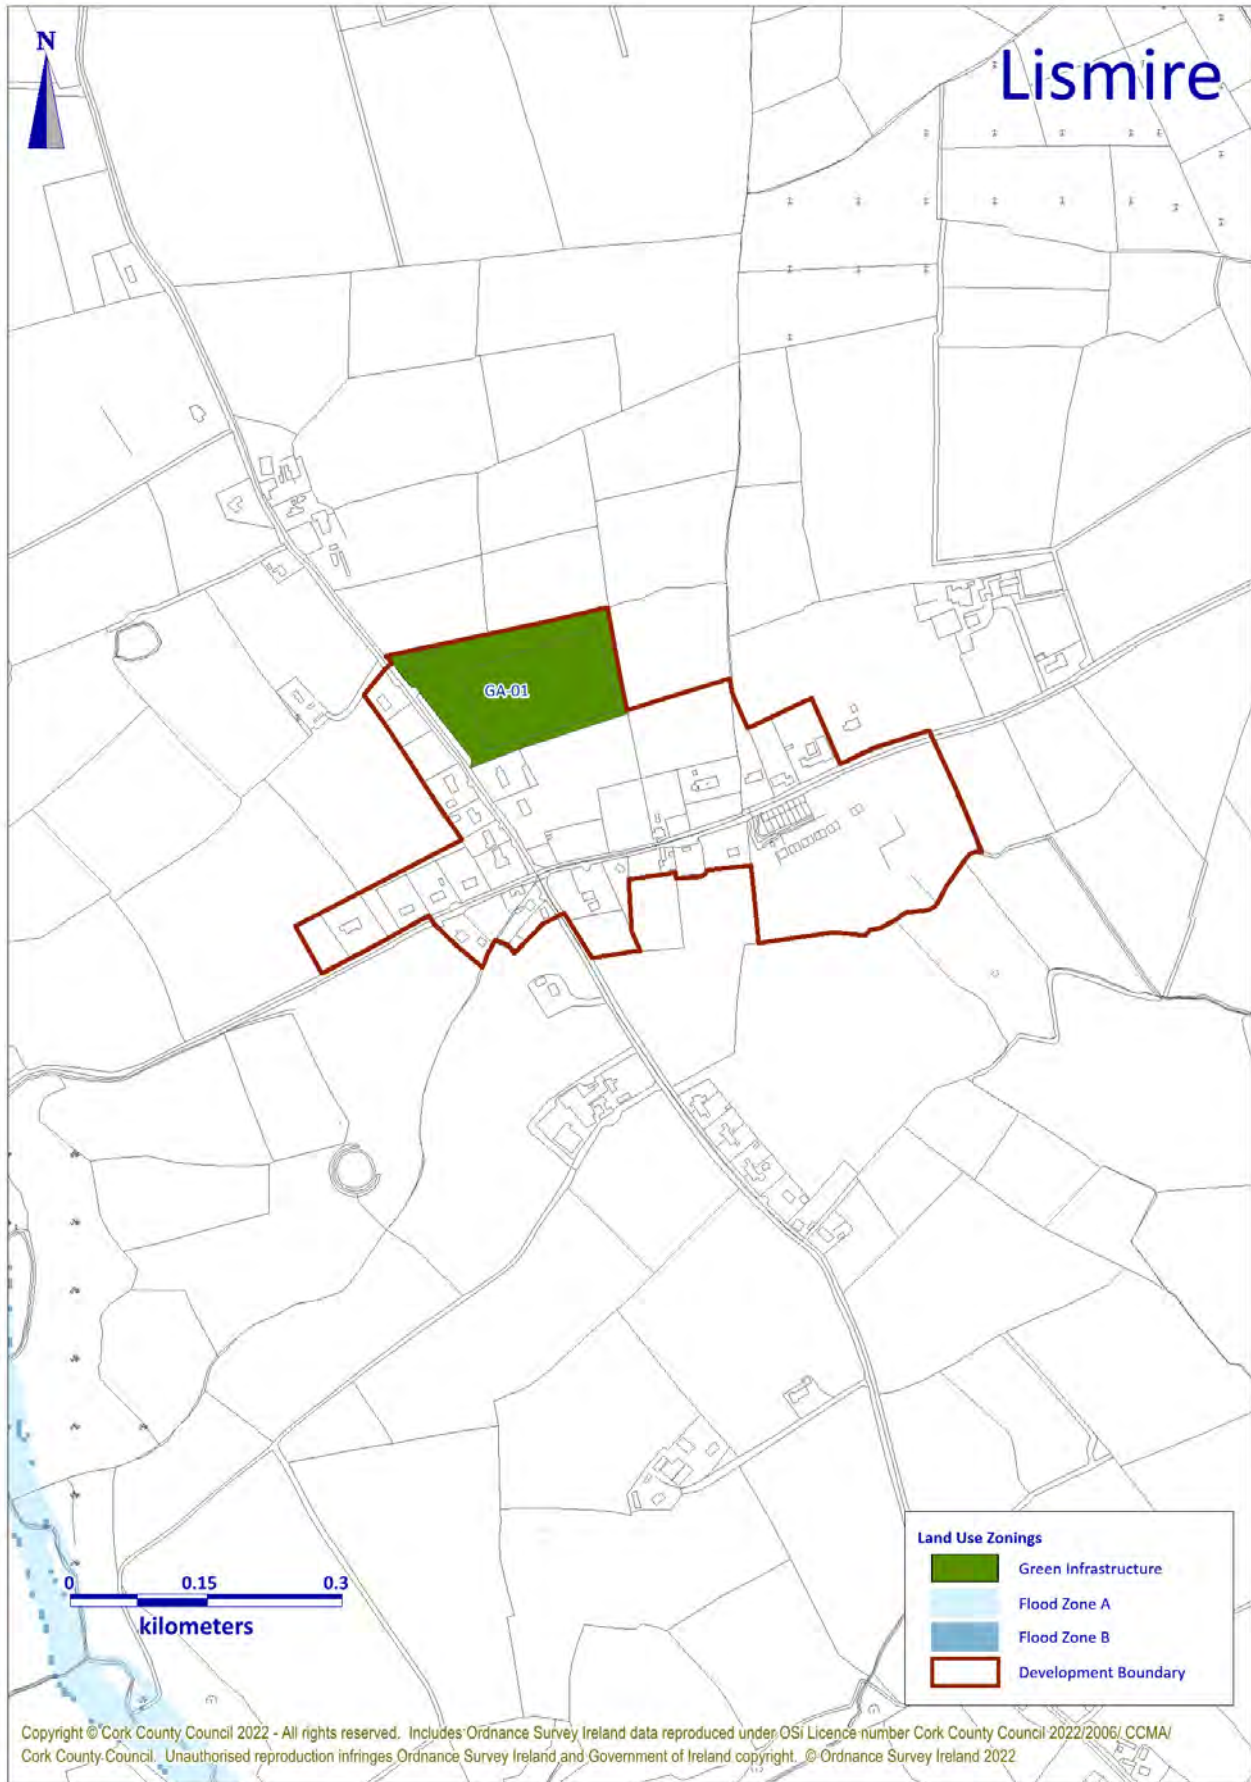 N
Lismire
GA-01
0 0.15 0.3
kilometers
Land Use Zonings
Green Infrastructure
Flood Zone A
Flood Zone B
Development Boundary
Copyright © Cork County Council 2022 - All rights reserved. Includes Ordnance Survey Ireland data reproduced under OSi Licence number Cork County Council 2022/2006/ CCMA/
Cork County Council. Unauthorised reproduction infringes Ordnance Survey Ireland and Government of Ireland copyright. © Ordnance Survey Ireland 2022